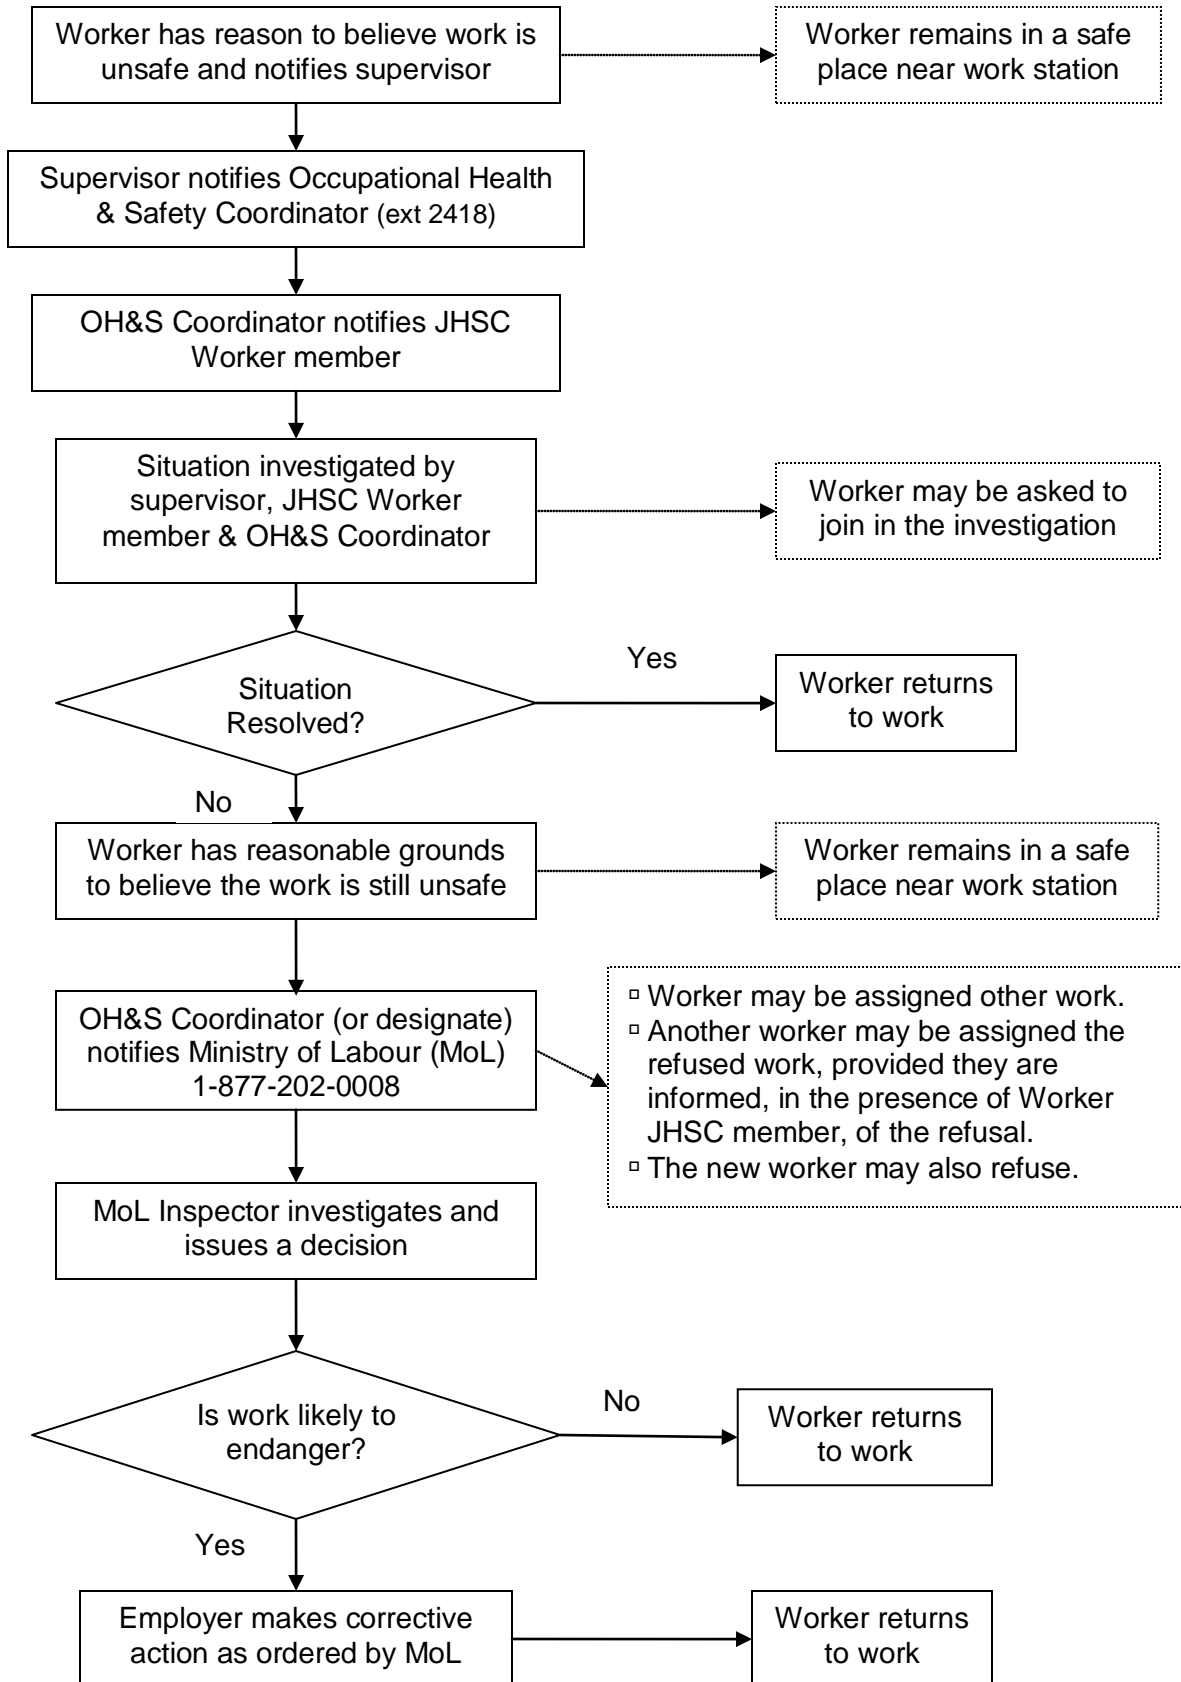 Worker has reason to believe work is
unsafe and notifies supervisor
Worker remains in a safe
place near work station
Supervisor notifies Occupational Health
& Safety Coordinator (ext 2418)
OH&S Coordinator notifies JHSC
Worker member
Situation investigated by
supervisor, JHSC Worker
member & OH&S Coordinator
Worker may be asked to
join in the investigation
Situation
Resolved?
Yes
Worker returns
to work
No
Worker has reasonable grounds
to believe the work is still unsafe
Worker remains in a safe
place near work station
OH&S Coordinator (or designate)
notifies Ministry of Labour (MoL)
1-877-202-0008
▫ Worker may be assigned other work.
▫ Another worker may be assigned the
refused work, provided they are
informed, in the presence of Worker
JHSC member, of the refusal.
▫ The new worker may also refuse.
MoL Inspector investigates and
issues a decision
Is work likely to
endanger?
No
Worker returns
to work
Yes
Employer makes corrective
action as ordered by MoL
Worker returns
to work